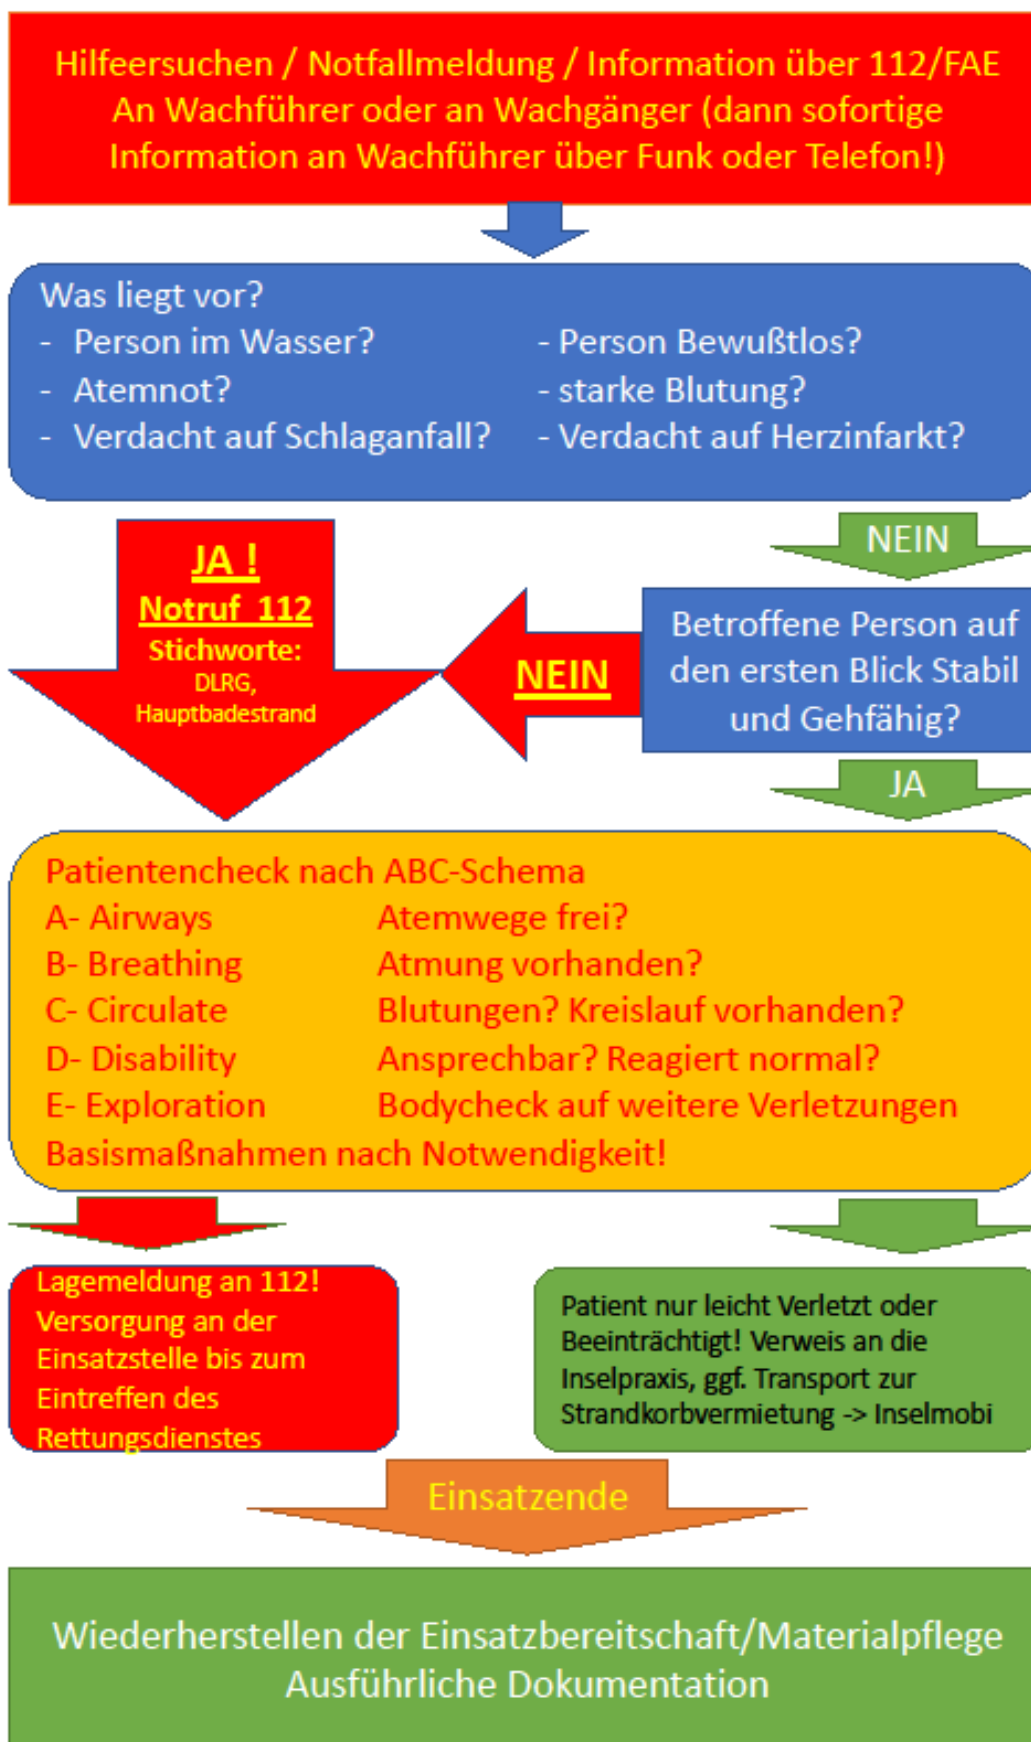 Hilfeersuchen / Notfallmeldung / Information über 112/FAE
An Wachführer oder an Wachgänger (dann sofortige
Information an Wachführer über Funk oder Telefon!)
Was liegt vor?
- Person im Wasser? - Person Bewußtlos?
- Atemnot? - starke Blutung?
- Verdacht auf Schlaganfall? - Verdacht auf Herzinfarkt?
NEIN
JA !
Notruf 112
Stichworte:
DLRG,
Hauptbadestrand
NEIN
Betroffene Person auf
den ersten Blick Stabil
und Gehfähig?
JA
Patientencheck nach ABC-Schema
A- Airways Atemwege frei?
B- Breathing Atmung vorhanden?
C- Circulate Blutungen? Kreislauf vorhanden?
D- Disability Ansprechbar? Reagiert normal?
E- Exploration Bodycheck auf weitere Verletzungen
Basismaßnahmen nach Notwendigkeit!
Lagemeldung an 112!
Versorgung an der
Einsatzstelle bis zum
Eintreffen des
Rettungsdienstes
Patient nur leicht Verletzt oder
Beeinträchtigt! Verweis an die
Inselpraxis, ggf. Transport zur
Strandkorbvermietung -> Inselmobi
Einsatzende
Wiederherstellen der Einsatzbereitschaft/Materialpflege
Ausführliche Dokumentation